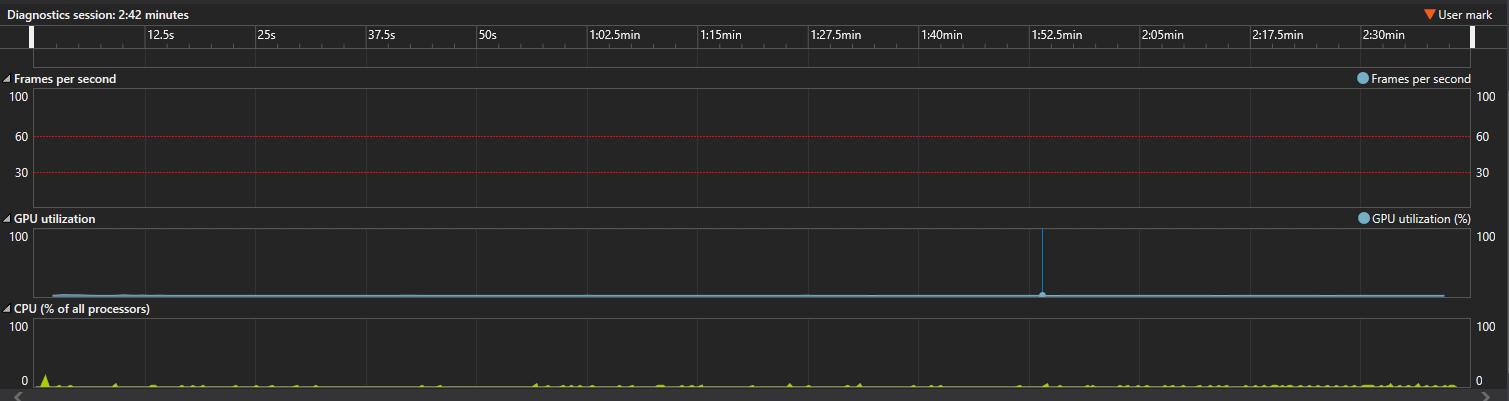 Diagnostics session: 2:42 minutes
User mark
12.5s 25s 37.5s 50s 1:02.5min 1:15min 1:27.5min 1:40min 1:52.5min 2:05min 2:17.5min 2:30min
Frames per second
Frames per second
100 100
60 60
30 30
GPU utilization
GPU utilization (%)
100 100
CPU (% of all processors)
100 100
0 0